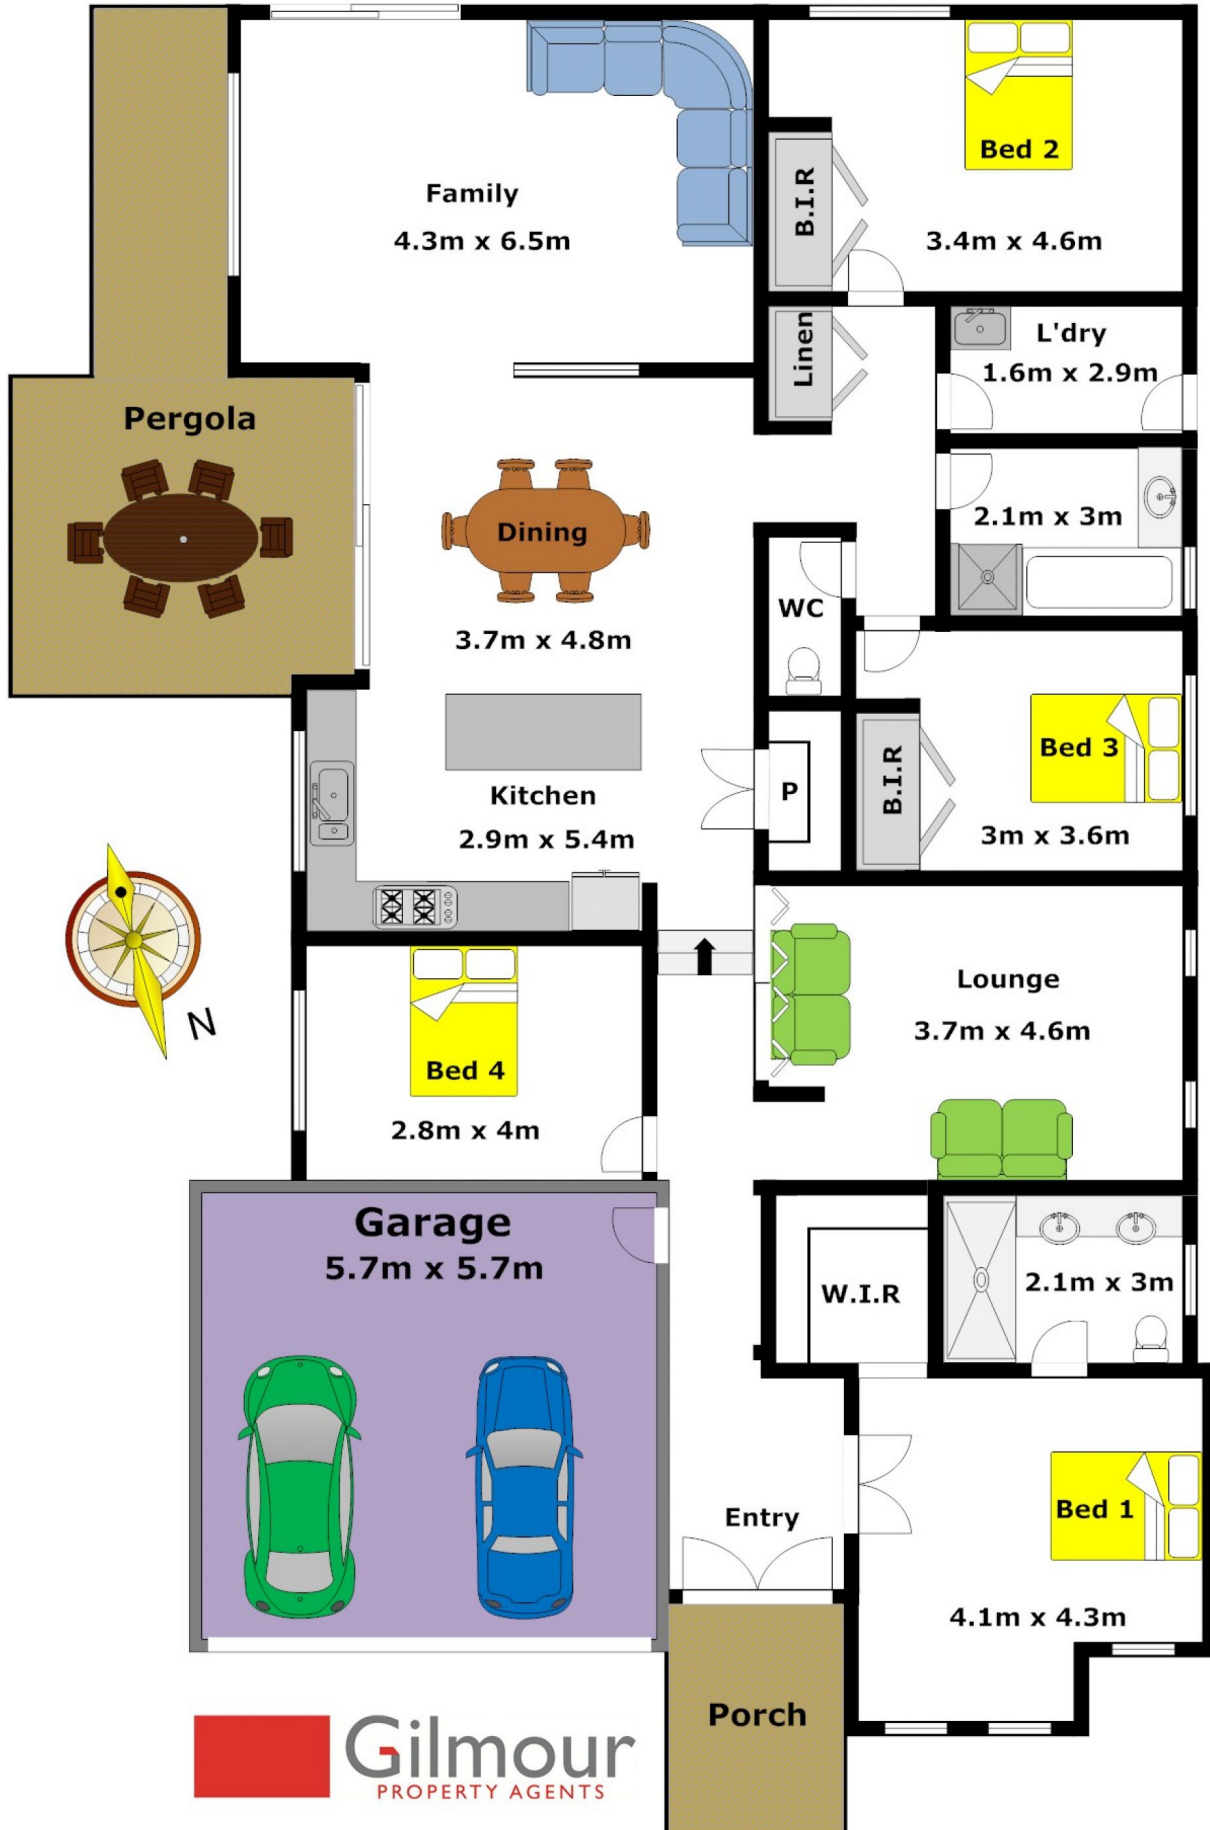 Family
4.3m x 6.5m
Bed 2
B.I.R
3.4m x 4.6m
Linen
L'dry
1.6m x 2.9m
Pergola
Dining
3.7m x 4.8m
2.1m x 3m
WC
Bed 3
B.I.R
3m x 3.6m
P
Kitchen
2.9m x 5.4m
N
Bed 4
2.8m x 4m
Lounge
3.7m x 4.6m
Garage
5.7m x 5.7m
W.I.R
2.1m x 3m
Entry
Bed 1
4.1m x 4.3m
Porch
Gilmour
PROPERTY AGENTS